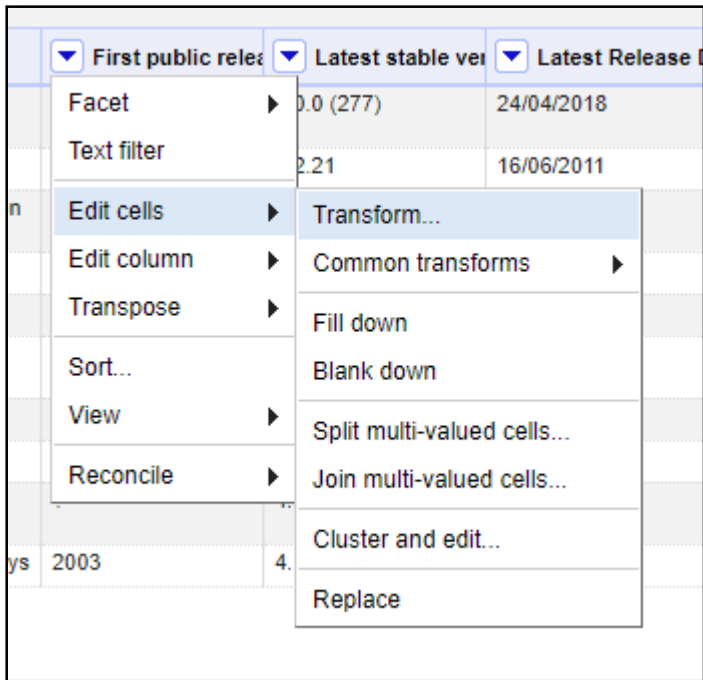 First public relea
Latest stable ver
Latest Release D
Facet
0.0 (277)
24/04/2018
Text filter
2.21
16/06/2011
n
Edit cells
Transform...
Edit column
Common transforms
Transpose
Fill down
Sort...
Blank down
View
Split multi-valued cells...
Reconcile
Join multi-valued cells...
Cluster and edit...
ys
2003
4.
Replace